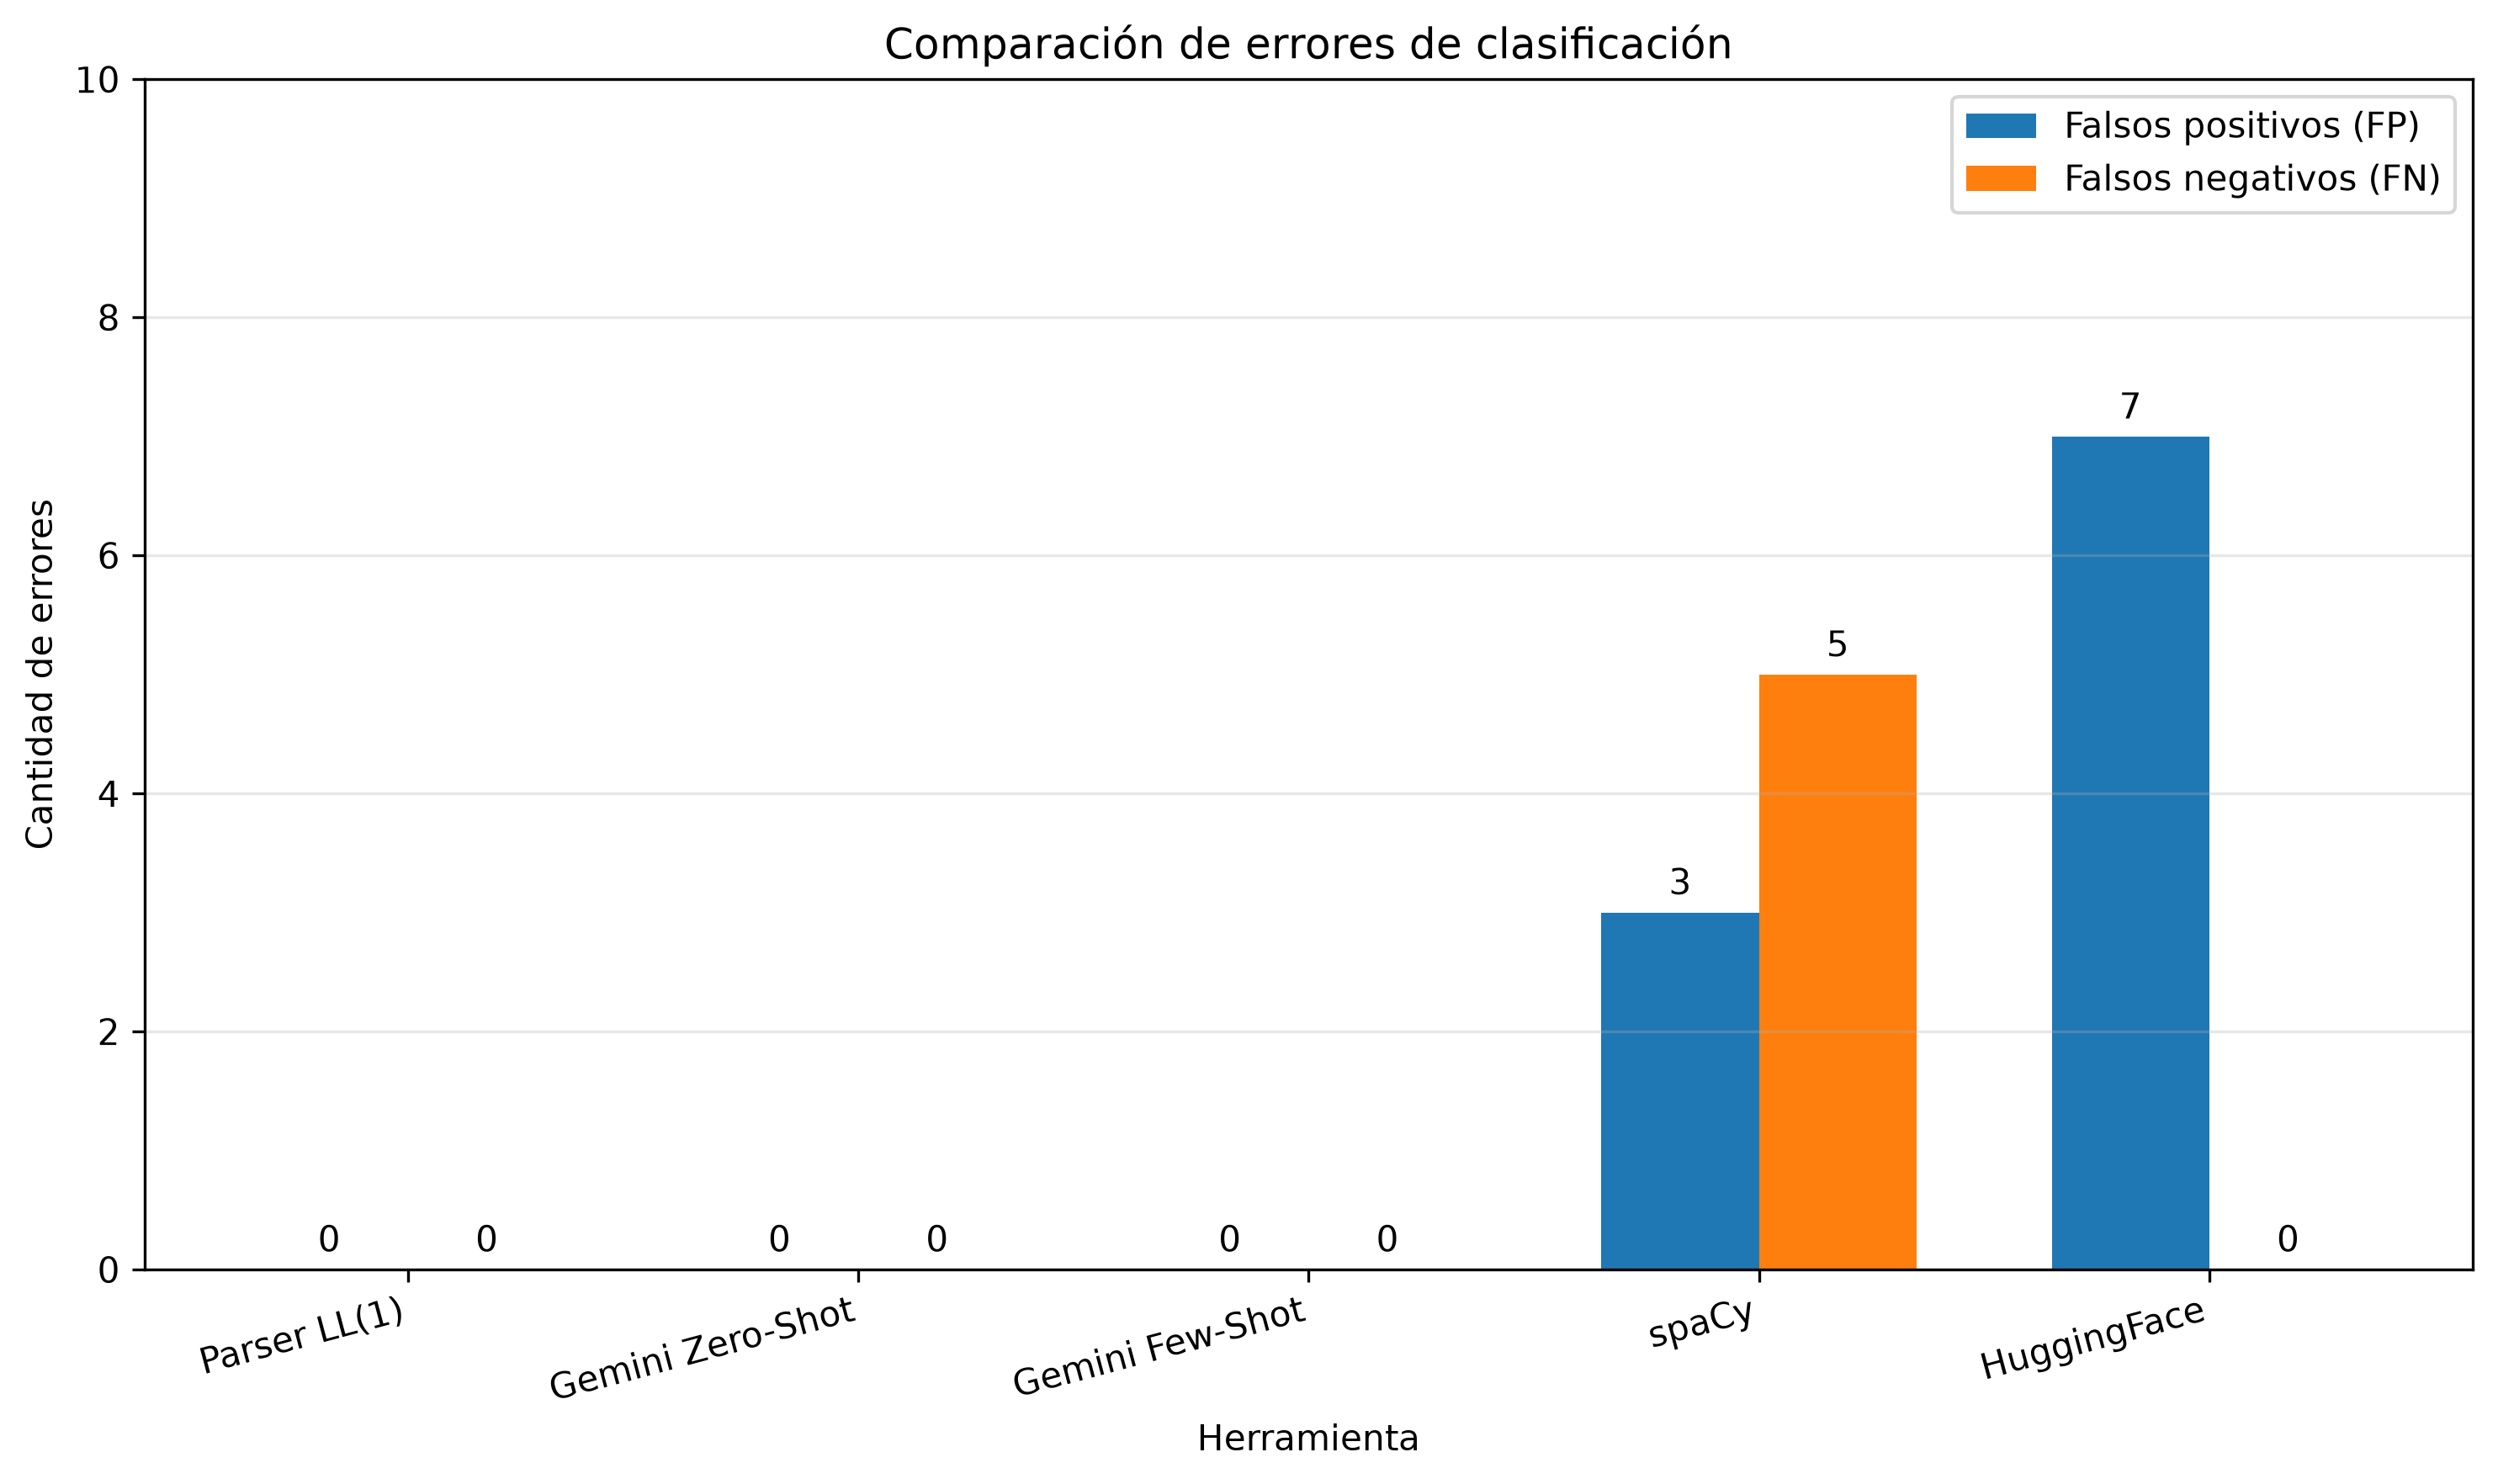 Comparación de errores de clasificación
Falsos positivos (FP)
Falsos negativos (FN)
Cantidad de errores
10
8
6
4
2
0
0
0
0
0
0
0
3
5
7
0
Parser LL(1)
Gemini Zero-Shot
Gemini Few-Shot
spaCy
HuggingFace
Herramienta